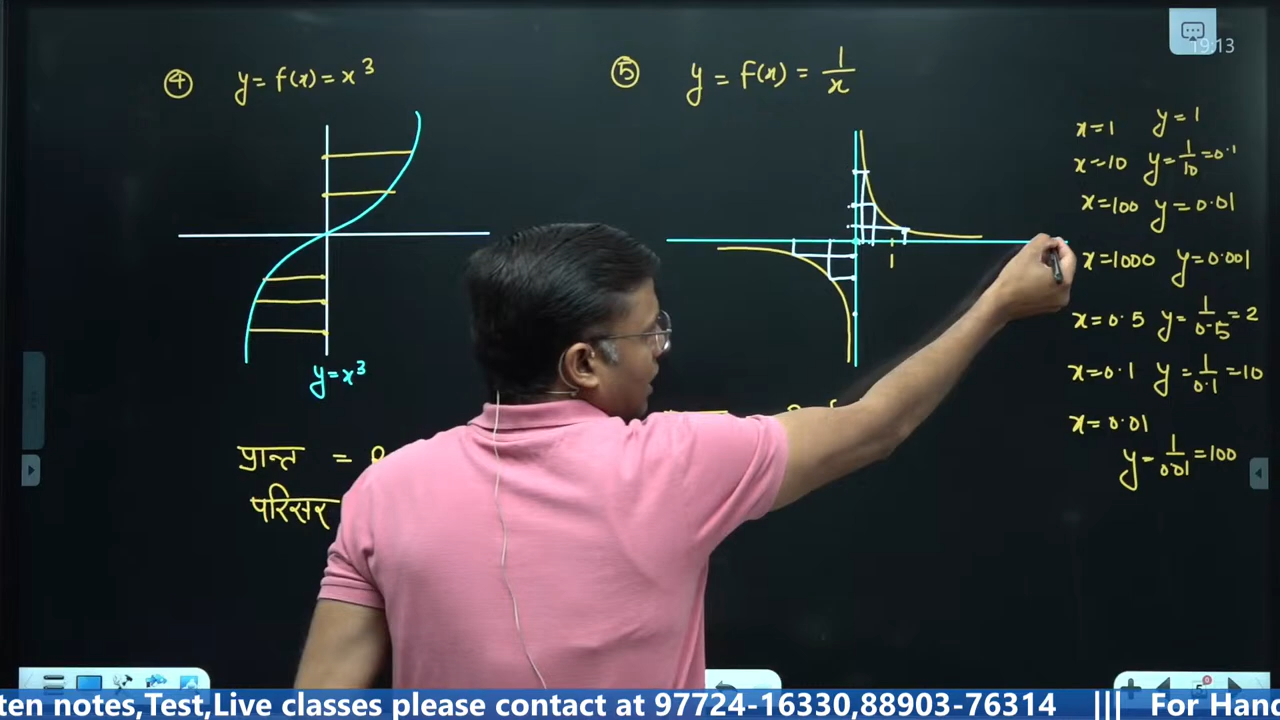 19:13
④ y = f(x) = x³
y = x³
प्रान्त =
परिसर
⑤ y = f(x) = 1/x
1
x=1 y=1
x=10 y=1/10=0.1
x=100 y=0.01
x=1000 y=0.001
x=0.5 y=1/0.5=2
x=0.1 y=1/0.1=10
x=0.01
y=1/0.01=100
ten notes,Test,Live classes please contact at 97724-16330,88903-76314 ||| For Hand